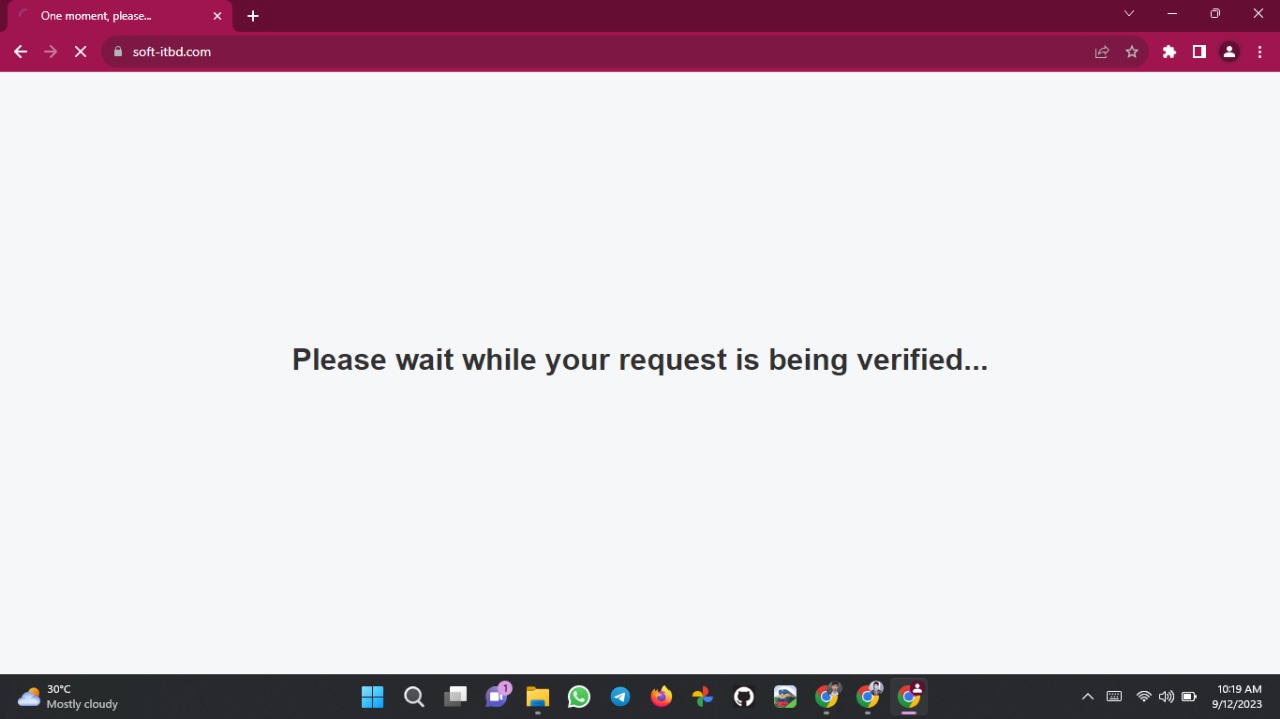 One moment, please...
soft-itbd.com
Please wait while your request is being verified...
30°C
Mostly cloudy
1
10:19 AM
9/12/2023